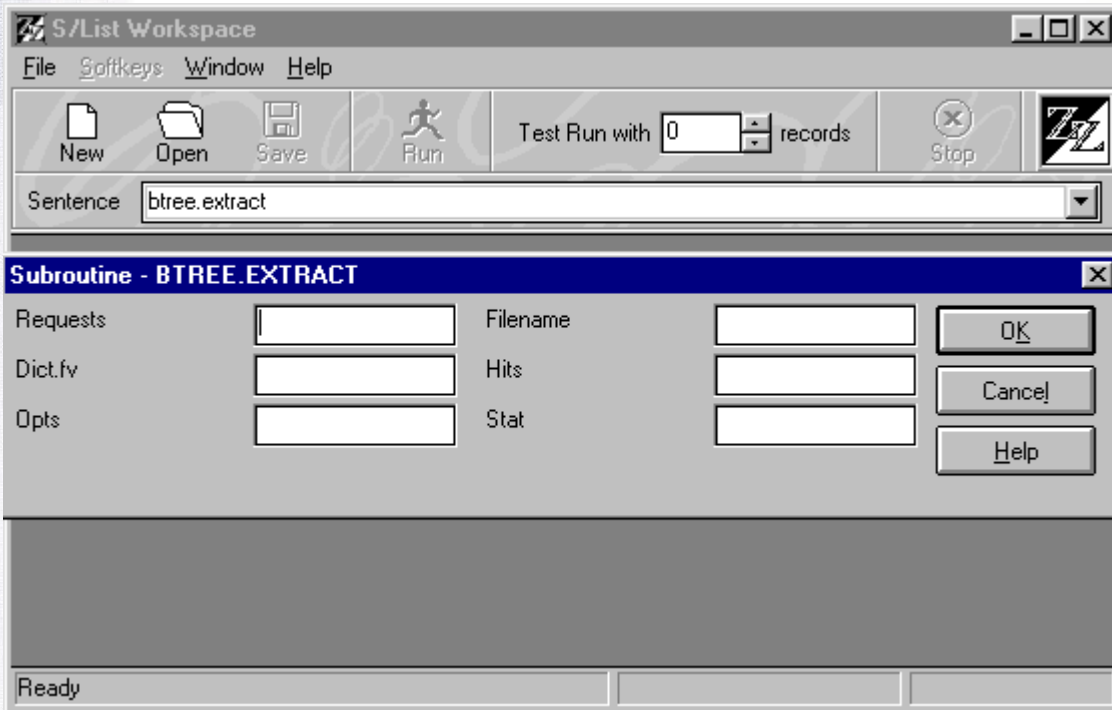 S/List Workspace
File Softkeys Window Help
New Open Save Run Test Run with 0 records Stop
Sentence btree.extract
Subroutine - BTREE.EXTRACT
Requests Filename OK
Dict.fv Hits Cancel
Opts Stat Help
Ready